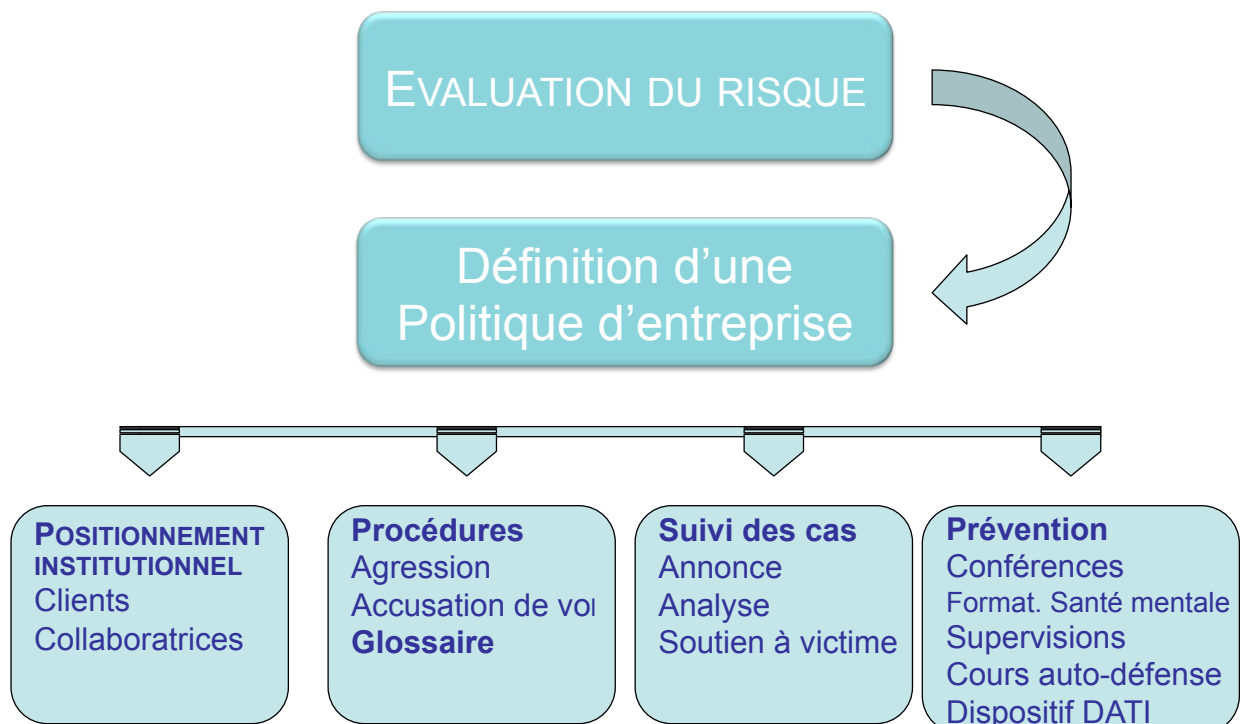 EVALUATION DU RISQUE
Définition d’une
Politique d’entreprise
POSITIONNEMENT
INSTITUTIONNEL
Clients
Collaboratrices
Procédures
Agression
Accusation de vol
Glossaire
Suivi des cas
Annonce
Analyse
Soutien à victime
Prévention
Conférences
Format. Santé mentale
Supervisions
Cours auto-défense
Dispositif DATI